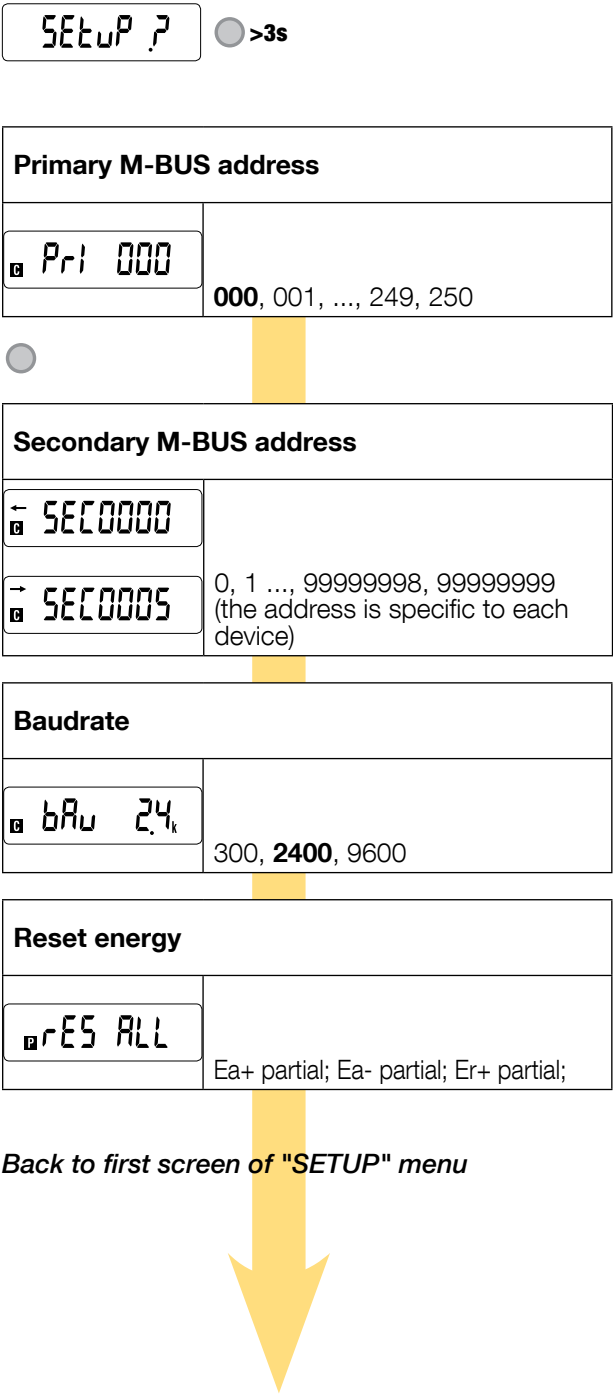 SEtuP ? >3s
Primary M-BUS address
C PrI 000
000, 001, ..., 249, 250
Secondary M-BUS address
← C SEC0000
→ C SEC0005
0, 1 ..., 99999998, 99999999
(the address is specific to each
device)
Baudrate
C bAu 2.4k
300, 2400, 9600
Reset energy
P rES ALL
Ea+ partial; Ea- partial; Er+ partial;
Back to first screen of "SETUP" menu